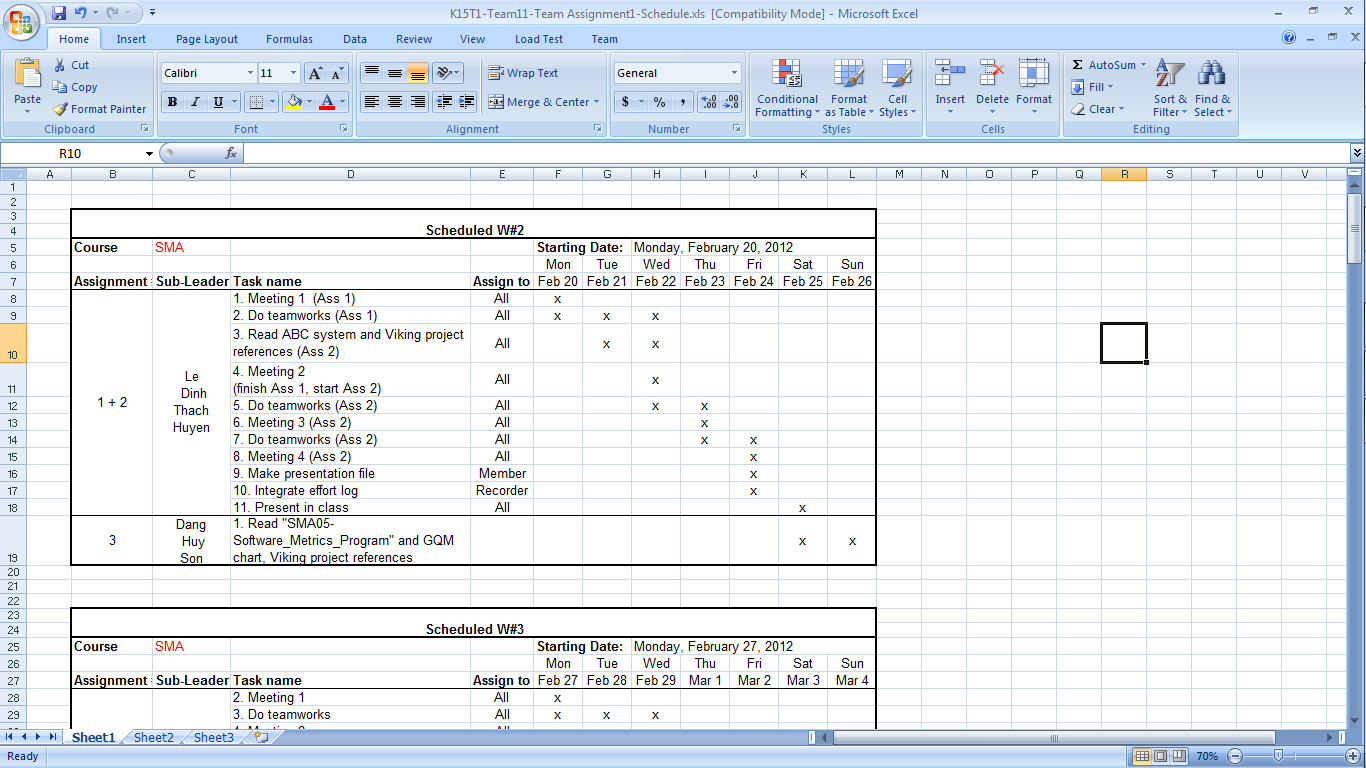 K15T1-Team11-Team Assignment1-Schedule.xls [Compatibility Mode] - Microsoft Excel
Home Insert Page Layout Formulas Data Review View Load Test Team
Paste Cut Copy Format Painter
Calibri 11 A A
B I U A
Wrap Text
Merge & Center
General
$ % ,
Conditional Formatting Format as Table Cell Styles
Insert Delete Format
Σ AutoSum Fill Clear
Sort & Filter Find & Select
Clipboard Font Alignment Number Styles Cells Editing
R10 fx
A B C D E F G H I J K L M N O P Q R S T U V
1
2
3
4 Scheduled W#2
5 Course SMA Starting Date: Monday, February 20, 2012
6 Mon Tue Wed Thu Fri Sat Sun
7 Assignment Sub-Leader Task name Assign to Feb 20 Feb 21 Feb 22 Feb 23 Feb 24 Feb 25 Feb 26
8 1. Meeting 1 (Ass 1) All x
9 2. Do teamworks (Ass 1) All x x x
10 3. Read ABC system and Viking project
references (Ass 2) All x x
11 4. Meeting 2
(finish Ass 1, start Ass 2) All x
1 + 2
Le
Dinh
Thach
Huyen
12 5. Do teamworks (Ass 2) All x x
13 6. Meeting 3 (Ass 2) All x
14 7. Do teamworks (Ass 2) All x x
15 8. Meeting 4 (Ass 2) All x
16 9. Make presentation file Member x
17 10. Integrate effort log Recorder x
18 11. Present in class All x
19 3
Dang
Huy
Son
1. Read "SMA05-
Software_Metrics_Program" and GQM
chart, Viking project references x x
20
21
22
23
24 Scheduled W#3
25 Course SMA Starting Date: Monday, February 27, 2012
26 Mon Tue Wed Thu Fri Sat Sun
27 Assignment Sub-Leader Task name Assign to Feb 27 Feb 28 Feb 29 Mar 1 Mar 2 Mar 3 Mar 4
28 2. Meeting 1 All x
29 3. Do teamworks All x x x
Sheet1 Sheet2 Sheet3
Ready 70%